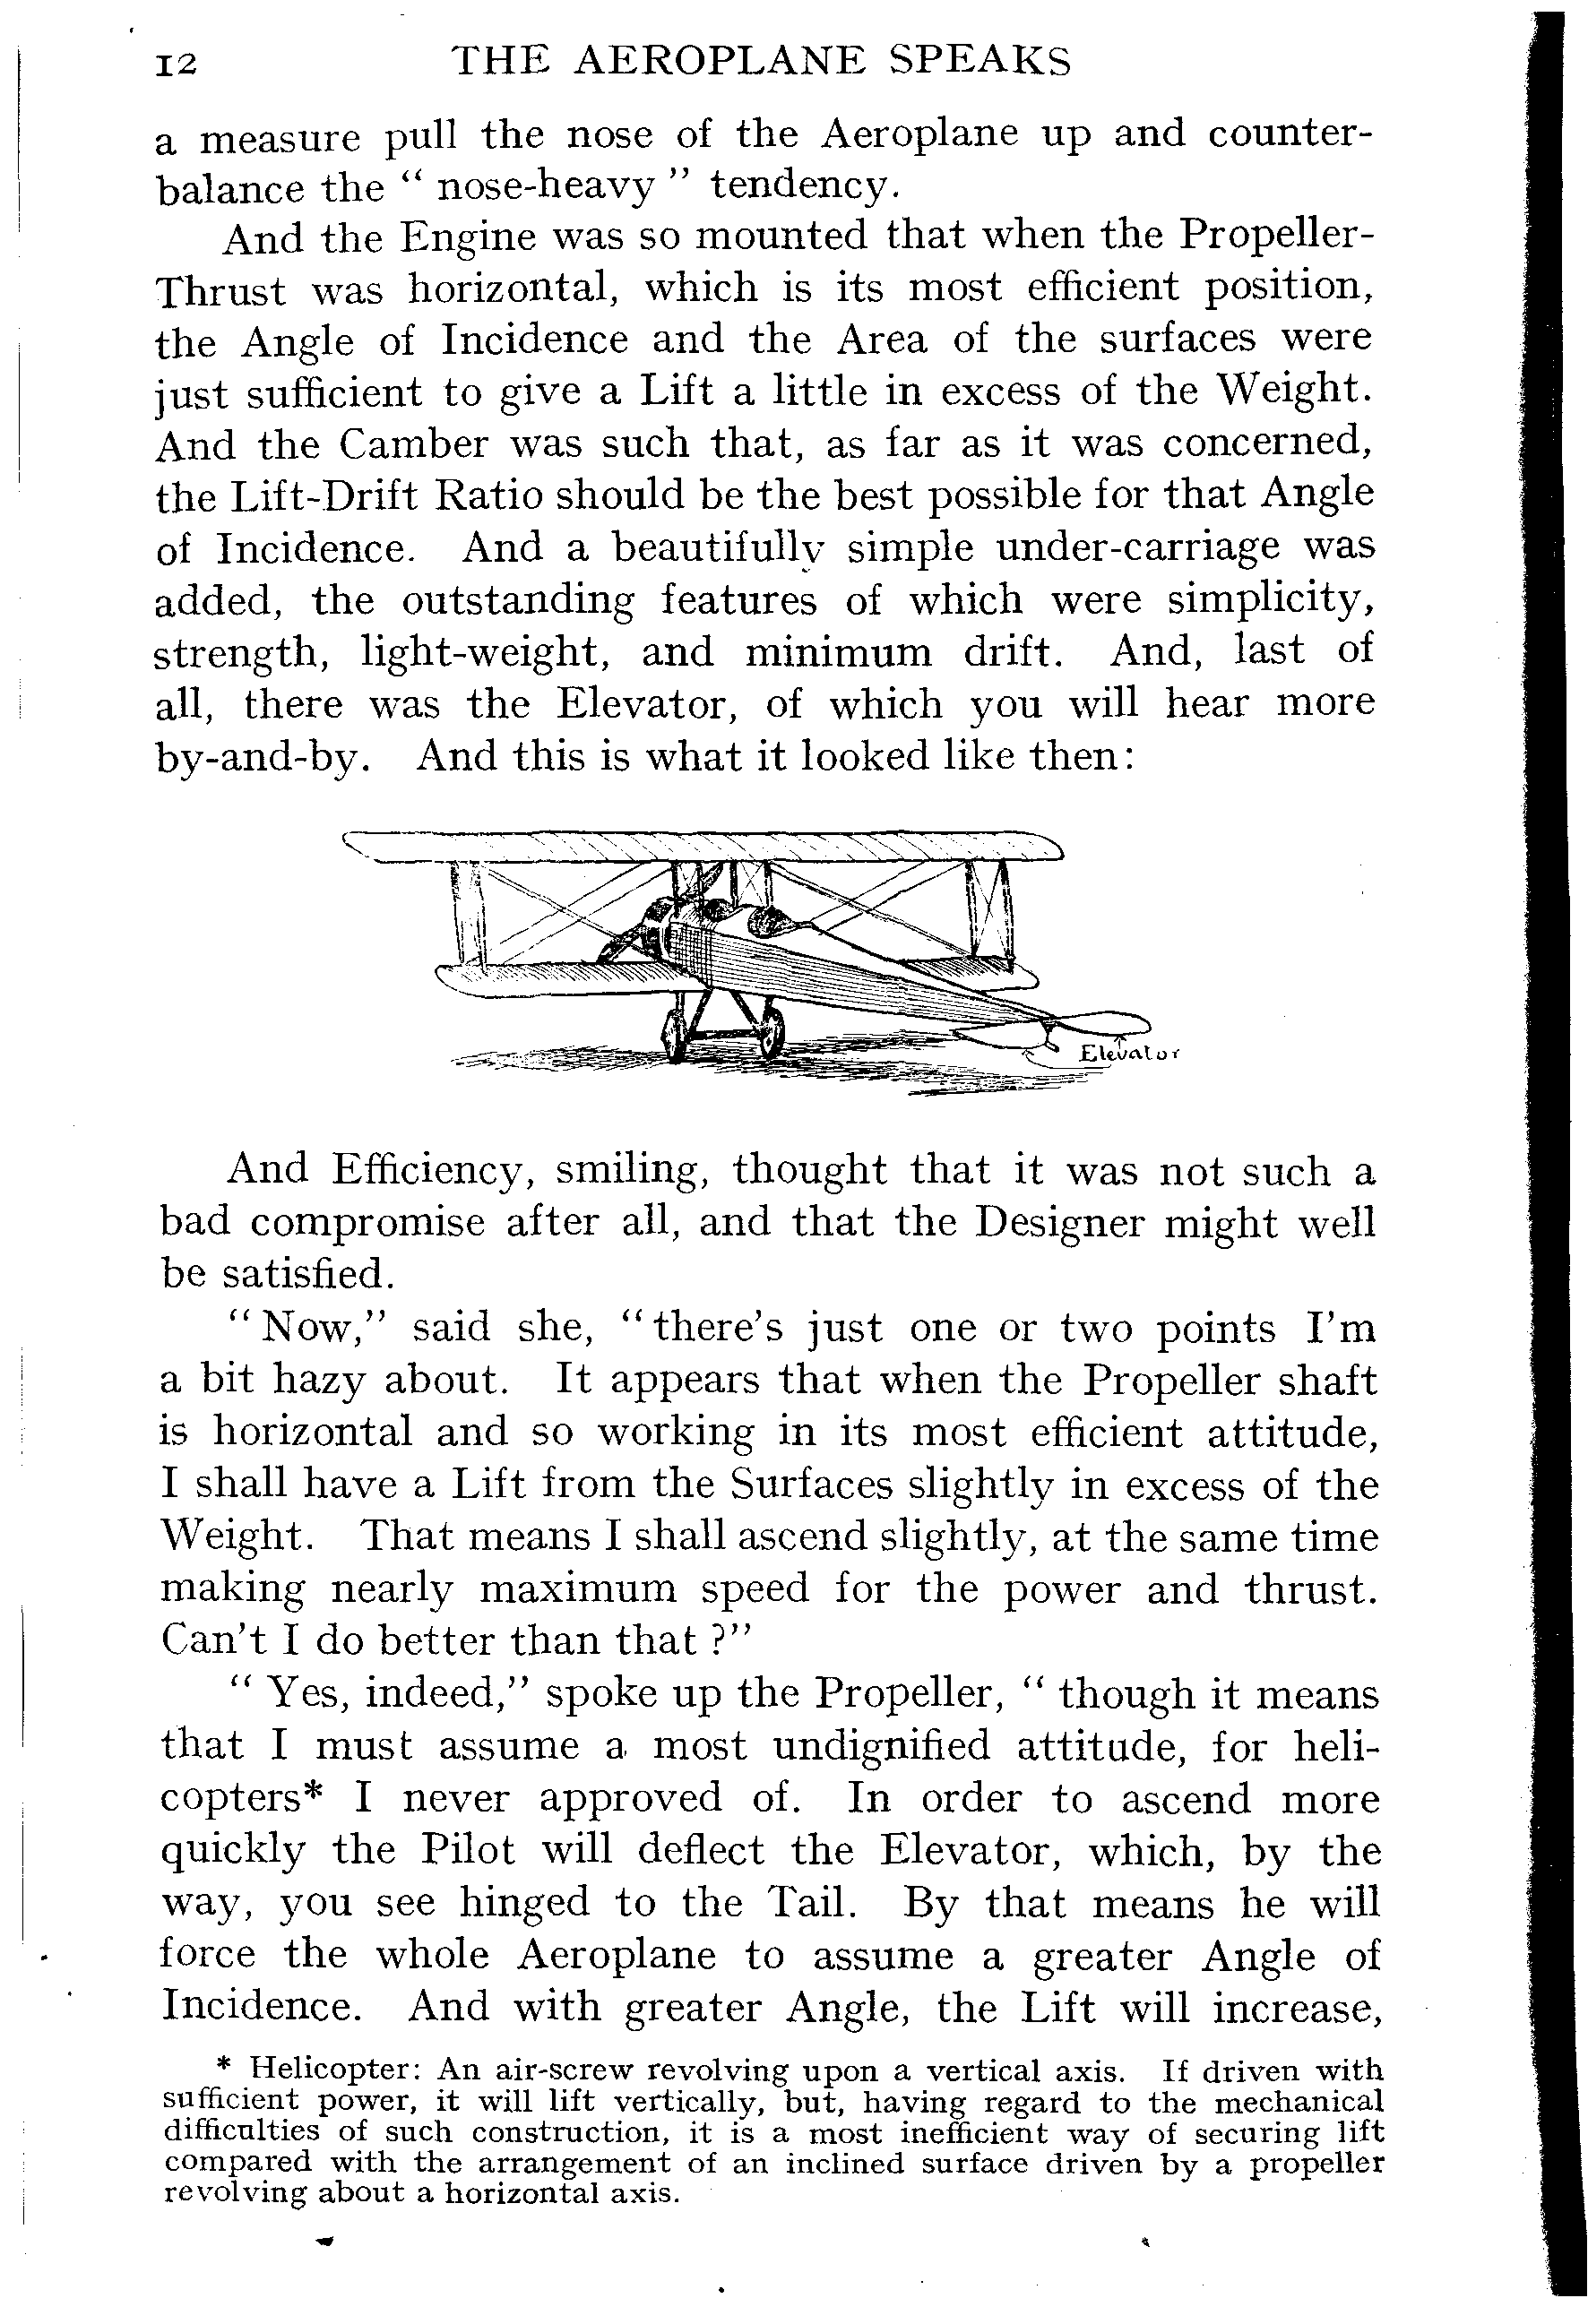 12 THE AEROPLANE SPEAKS
a measure pull the nose of the Aeroplane up and counter-
balance the “ nose-heavy ” tendency.
And the Engine was so mounted that when the Propeller-
Thrust was horizontal, which is its most efficient position,
the Angle of Incidence and the Area of the surfaces were
just sufficient to give a Lift a little in excess of the Weight.
And the Camber was such that, as far as it was concerned,
the Lift-Drift Ratio should be the best possible for that Angle
of Incidence. And a beautifully simple under-carriage was
added, the outstanding features of which were simplicity,
strength, light-weight, and minimum drift. And, last of
all, there was the Elevator, of which you will hear more
by-and-by. And this is what it looked like then:
Elevator
And Efficiency, smiling, thought that it was not such a
bad compromise after all, and that the Designer might well
be satisfied.
“ Now,” said she, “ there’s just one or two points I’m
a bit hazy about. It appears that when the Propeller shaft
is horizontal and so working in its most efficient attitude,
I shall have a Lift from the Surfaces slightly in excess of the
Weight. That means I shall ascend slightly, at the same time
making nearly maximum speed for the power and thrust.
Can’t I do better than that ?”
“ Yes, indeed,” spoke up the Propeller, “ though it means
that I must assume a most undignified attitude, for heli-
copters* I never approved of. In order to ascend more
quickly the Pilot will deflect the Elevator, which, by the
way, you see hinged to the Tail. By that means he will
force the whole Aeroplane to assume a greater Angle of
Incidence. And with greater Angle, the Lift will increase,
* Helicopter: An air-screw revolving upon a vertical axis. If driven with
sufficient power, it will lift vertically, but, having regard to the mechanical
difficulties of such construction, it is a most inefficient way of securing lift
compared with the arrangement of an inclined surface driven by a propeller
revolving about a horizontal axis.